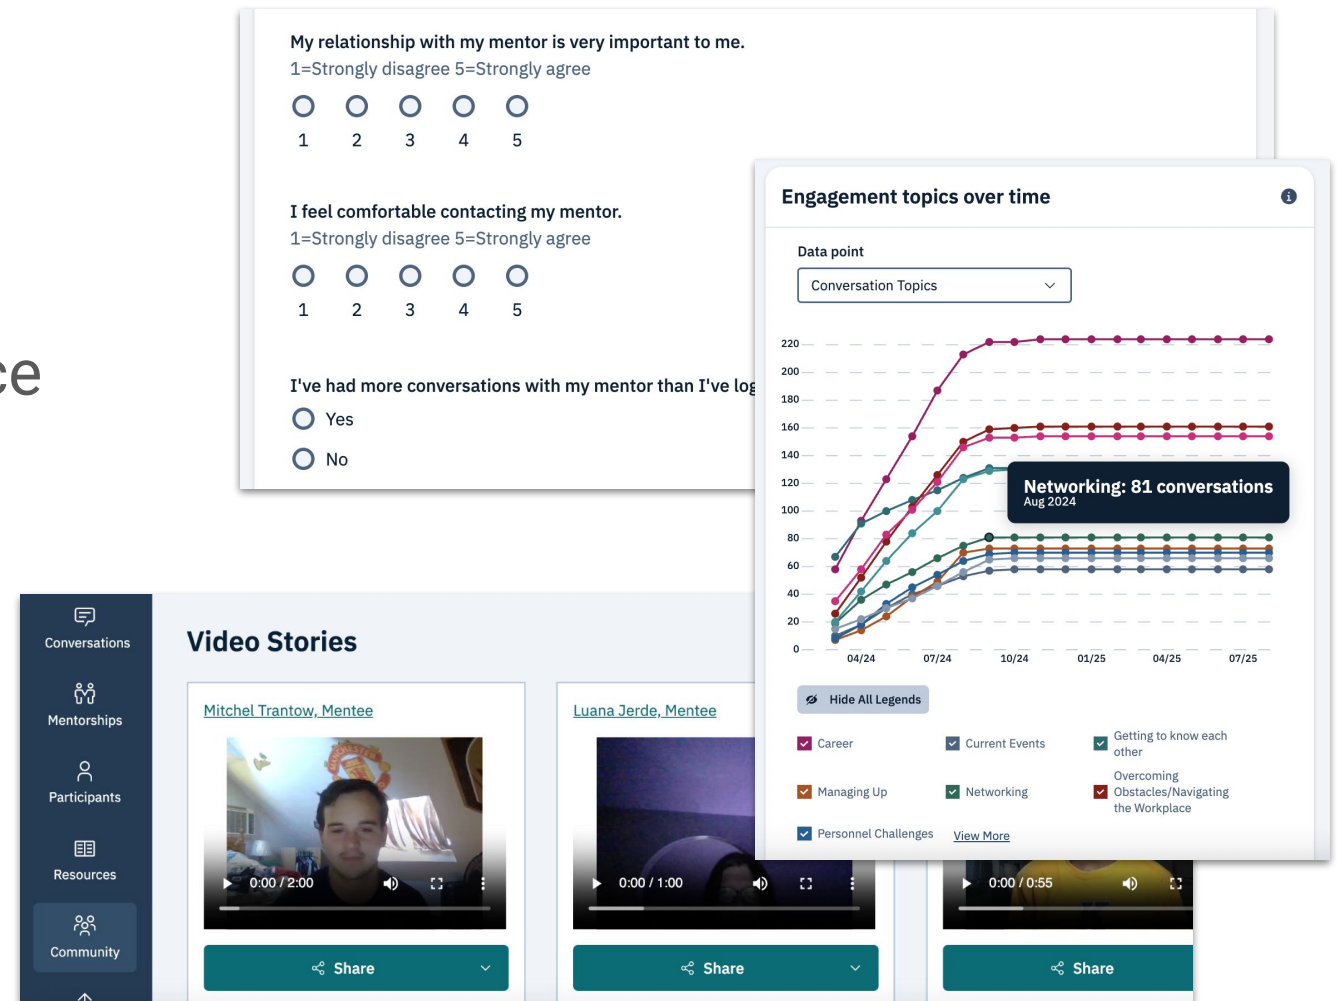 My relationship with my mentor is very important to me.
1=Strongly disagree 5=Strongly agree
1 2 3 4 5
I feel comfortable contacting my mentor.
1=Strongly disagree 5=Strongly agree
1 2 3 4 5
I've had more conversations with my mentor than I've
Yes
No
Engagement topics over time
Data point
Conversation Topics
220
200
180
160
140
120
100
80
60
40
20
0
04/24 07/24 10/24 01/25 04/25 07/25
Networking: 81 conversations
Aug 2024
Hide All Legends
Career
Current Events
Getting to know each
other
Managing Up
Networking
Overcoming
Obstacles/Navigating
the Workplace
Personnel Challenges
View More
Conversations
Mentorships
Participants
Resources
Community
Video Stories
Mitchel Trantow, Mentee
0:00 / 2:00
Share
Luana Jerde, Mentee
0:00 / 1:00
Share
0:00 / 0:55
Share